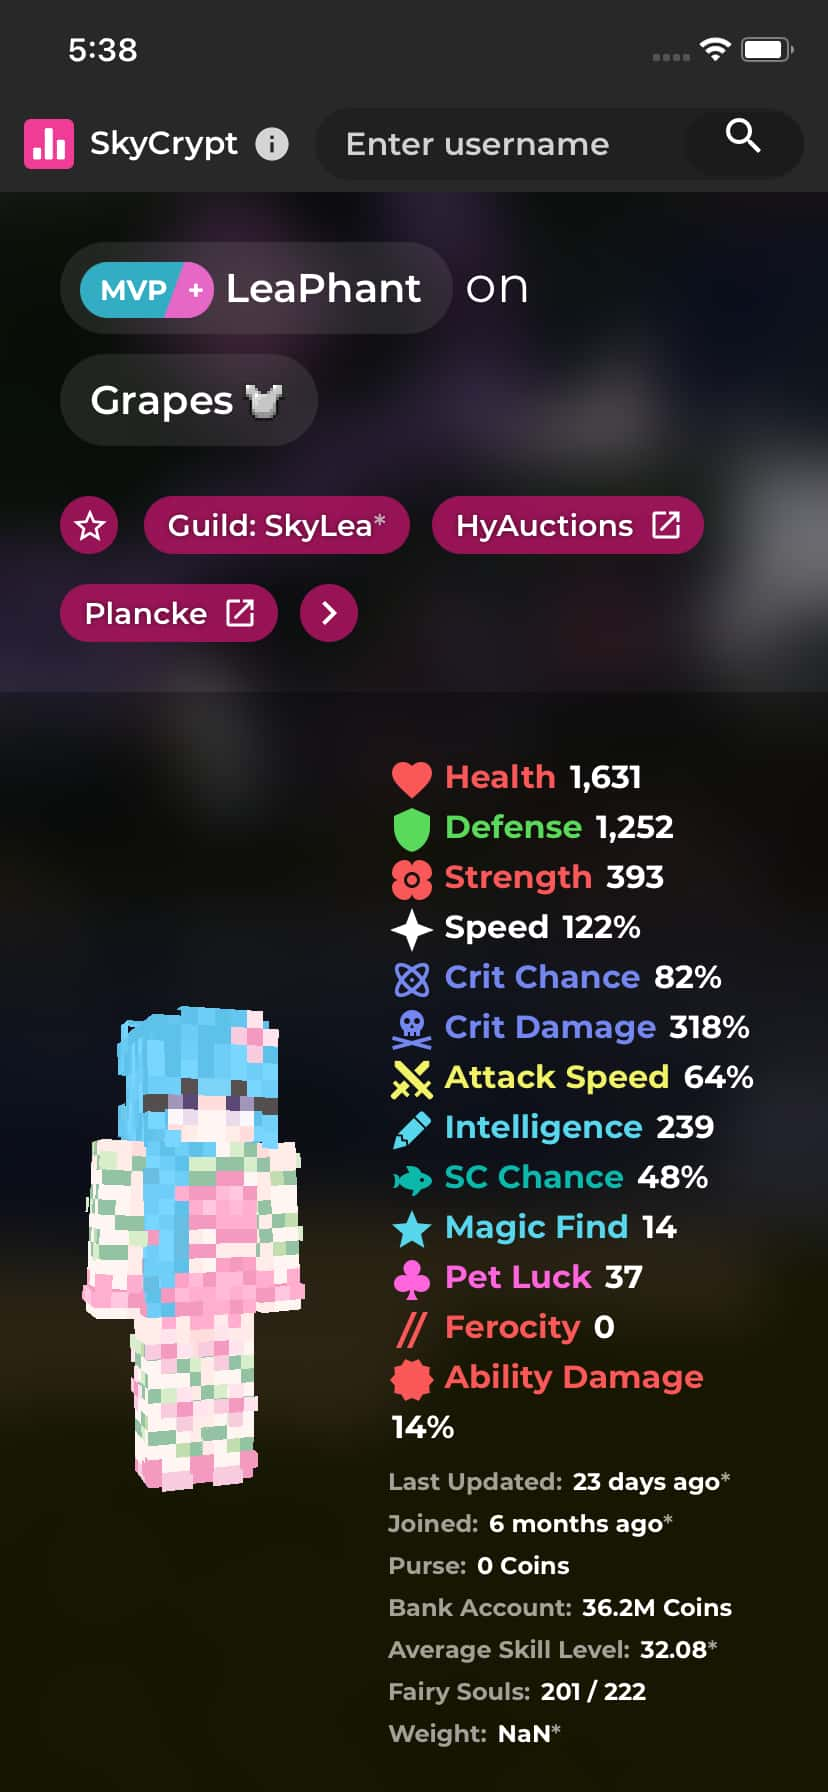 5:38
SkyCrypt i Enter username
MVP + LeaPhant on
Grapes
Guild: SkyLea* HyAuctions
Plancke
Health 1,631
Defense 1,252
Strength 393
Speed 122%
Crit Chance 82%
Crit Damage 318%
Attack Speed 64%
Intelligence 239
SC Chance 48%
Magic Find 14
Pet Luck 37
Ferocity 0
Ability Damage
14%
Last Updated: 23 days ago*
Joined: 6 months ago*
Purse: 0 Coins
Bank Account: 36.2M Coins
Average Skill Level: 32.08*
Fairy Souls: 201 / 222
Weight: NaN*